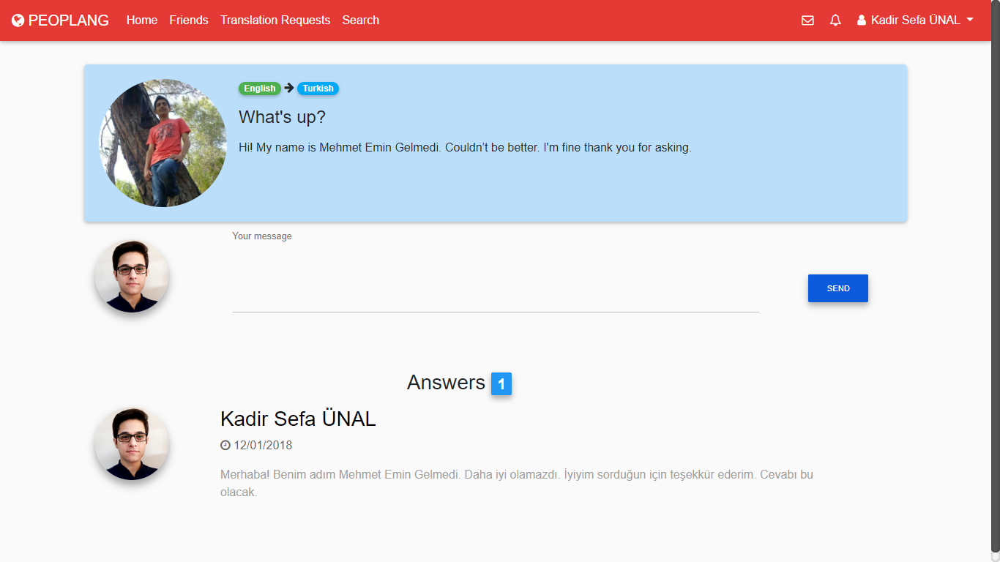 PEOPLANG Home Friends Translation Requests Search Kadir Sefa ÜNAL
English Turkish
What's up?
Hi! My name is Mehmet Emin Gelmedi. Couldn’t be better. I'm fine thank you for asking.
Your message
SEND
Answers 1
Kadir Sefa ÜNAL
12/01/2018
Merhaba! Benim adım Mehmet Emin Gelmedi. Daha iyi olamazdı. İyiyim sorduğun için teşekkür ederim. Cevabı bu
olacak.